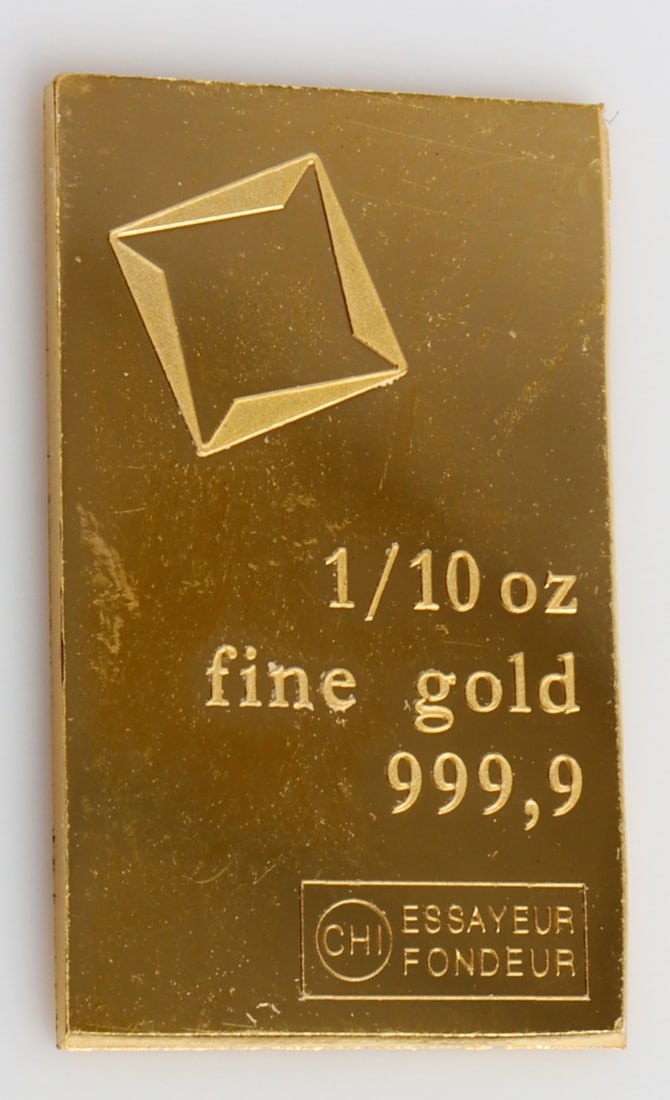 1/10 oz
fine gold
999,9
CHI
ESSAYEUR
FONDEUR